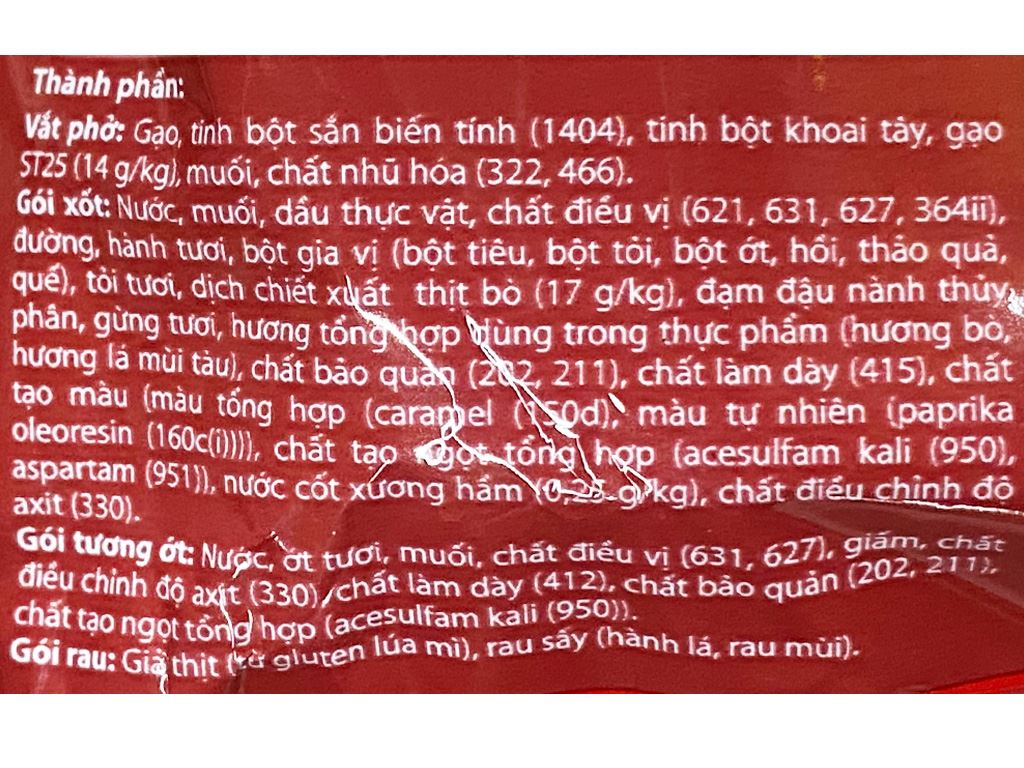 Thành phần:
Vắt phở: Gạo, tinh bột sắn biến tính (1404), tinh bột khoai tây, gạo
ST25 (14 g/kg), muối, chất nhũ hóa (322, 466).
Gói xốt: Nước, muối, dầu thực vật, chất điều vị (621, 631, 627, 364ii),
đường, hành tươi, bột gia vị (bột tiêu, bột tỏi, bột ớt, hồi, thảo quả,
quế), tỏi tươi, dịch chiết xuất thịt bò (17 g/kg), đạm đậu nành thủy
phân, gừng tươi, hương tổng hợp dùng trong thực phẩm (hương bò,
hương lá mùi tàu), chất bảo quản (202, 211), chất làm dày (415), chất
tạo màu (màu tổng hợp (caramel (150d), màu tự nhiên (paprika
oleoresin (160c(i)))), chất tạo ngọt tổng hợp (acesulfam kali (950),
aspartam (951)), nước cốt xương hầm (0,25 g/kg), chất điều chỉnh độ
axit (330).
Gói tương ớt: Nước, ớt tươi, muối, chất điều vị (631, 627), giấm, chất
điều chỉnh độ axit (330), chất làm dày (412), chất bảo quản (202, 211),
chất tạo ngọt tổng hợp (acesulfam kali (950)).
Gói rau: Giả thịt (từ gluten lúa mì), rau sấy (hành lá, rau mùi).